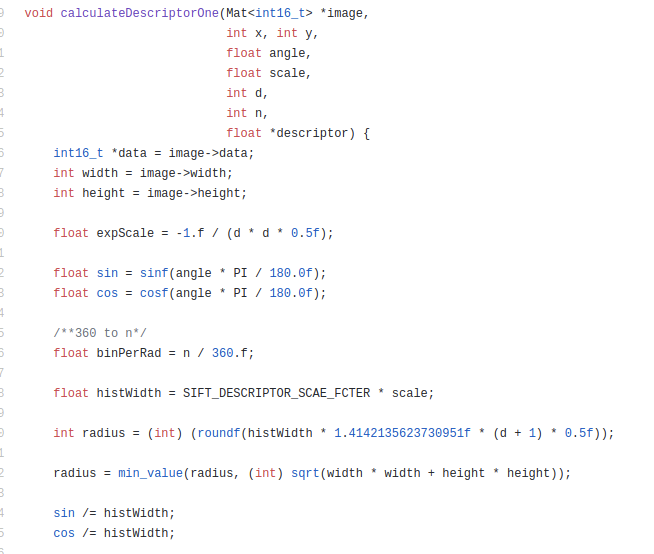 9 void calculateDescriptorOne(Mat<int16_t> *image,
0 int x, int y,
1 float angle,
2 float scale,
3 int d,
4 int n,
5 float *descriptor) {
6 int16_t *data = image->data;
7 int width = image->width;
8 int height = image->height;
9
0 float expScale = -1.f / (d * d * 0.5f);
1
2 float sin = sinf(angle * PI / 180.0f);
3 float cos = cosf(angle * PI / 180.0f);
4
5 /**360 to n*/
6 float binPerRad = n / 360.f;
7
8 float histWidth = SIFT_DESCRIPTOR_SCAE_FCTER * scale;
9
0 int radius = (int) (roundf(histWidth * 1.4142135623730951f * (d + 1) * 0.5f));
1
2 radius = min_value(radius, (int) sqrt(width * width + height * height));
3
4 sin /= histWidth;
5 cos /= histWidth;